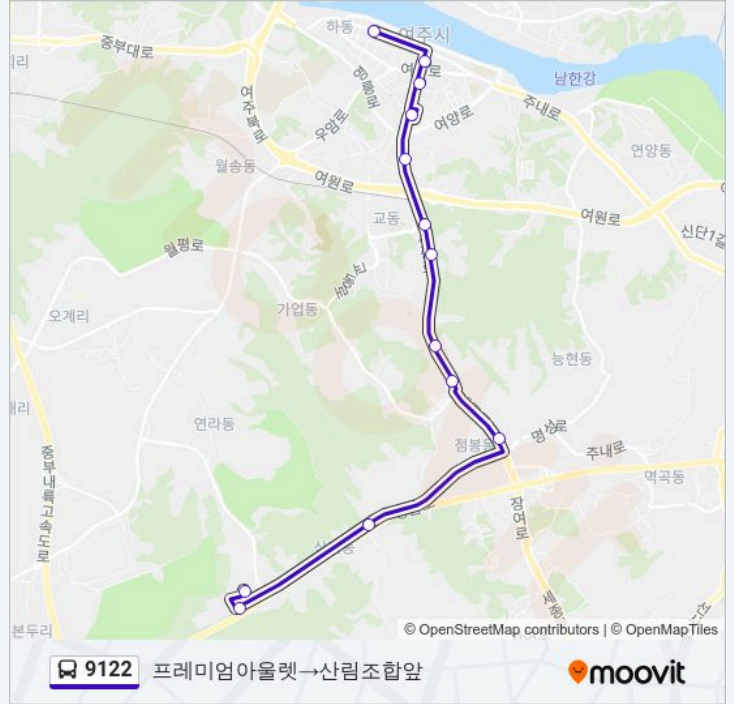 하동
여주시
중부대로
남한강
여주북로
주내로
우암로
여양로
연양동
월송동
여원로
교동
여원로
신단1길
월평로
교동로
가업동
오계리
능현동
연라동
명성로
점봉동
주내로
멱곡동
중부내륙고속도로
장여로
본두리
© OpenStreetMap contributors | © OpenMapTiles
9122 프레미엄아울렛→산림조합앞
moovit